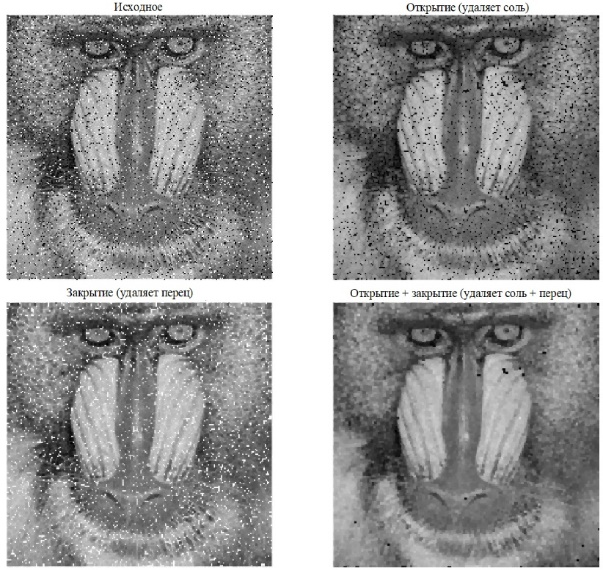 Исходное
Открытие (удаляет соль)
Закрытие (удаляет перец)
Открытие + закрытие (удаляет соль + перец)